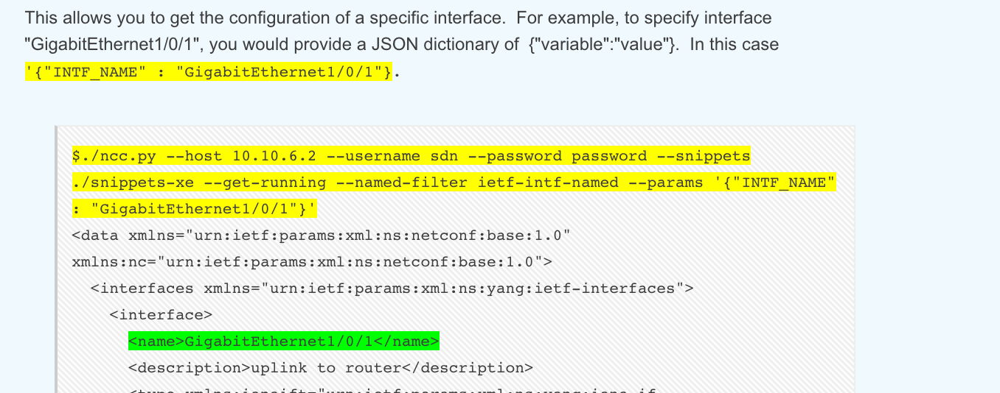 This allows you to get the configuration of a specific interface.  For example, to specify interface
"GigabitEthernet1/0/1", you would provide a JSON dictionary of  {"variable":"value"}.  In this case
'{"INTF_NAME" : "GigabitEthernet1/0/1"}.
$./ncc.py --host 10.10.6.2 --username sdn --password password --snippets
./snippets-xe --get-running --named-filter ietf-intf-named --params '{"INTF_NAME"
: "GigabitEthernet1/0/1"}'
<data xmlns="urn:ietf:params:xml:ns:netconf:base:1.0"
xmlns:nc="urn:ietf:params:xml:ns:netconf:base:1.0">
  <interfaces xmlns="urn:ietf:params:xml:ns:yang:ietf-interfaces">
    <interface>
      <name>GigabitEthernet1/0/1</name>
      <description>uplink to router</description>